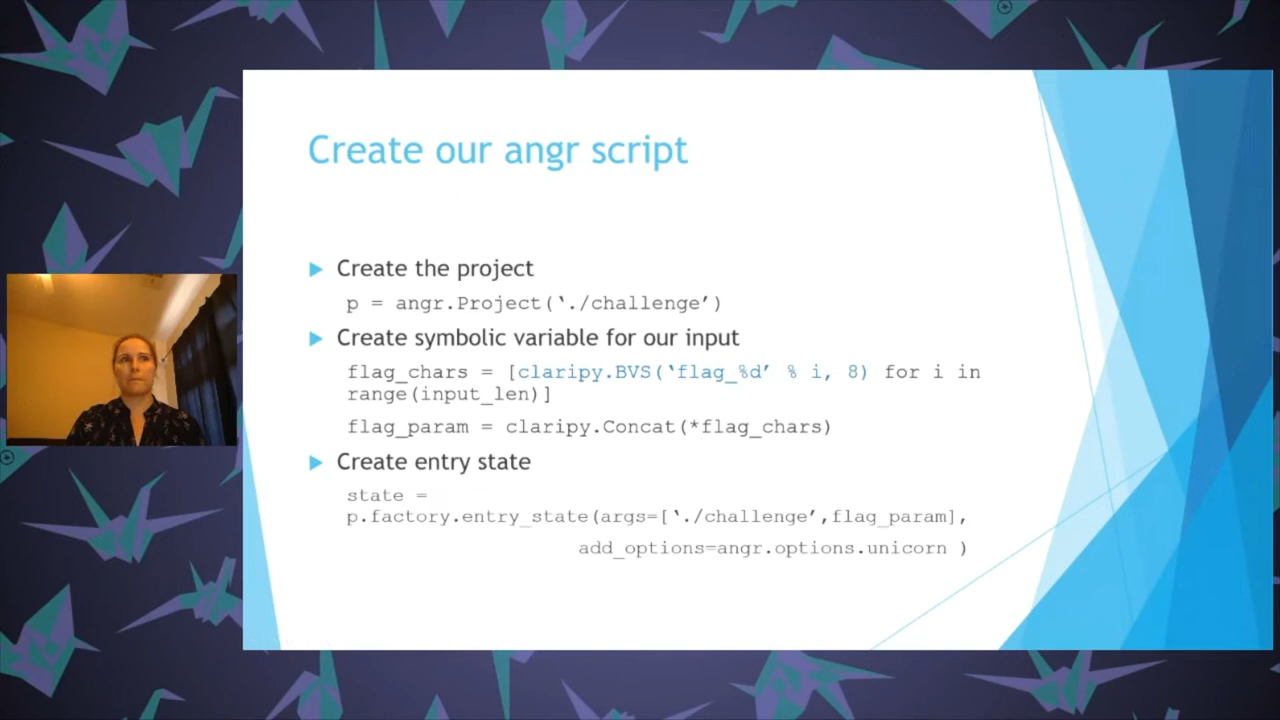 Create our angr script
Create the project
p = angr.Project(‘./challenge’)
Create symbolic variable for our input
flag_chars = [claripy.BVS(‘flag_%d’ % i, 8) for i in
range(input_len)]
flag_param = claripy.Concat(*flag_chars)
Create entry state
state =
p.factory.entry_state(args=[‘./challenge’,flag_param],
add_options=angr.options.unicorn )